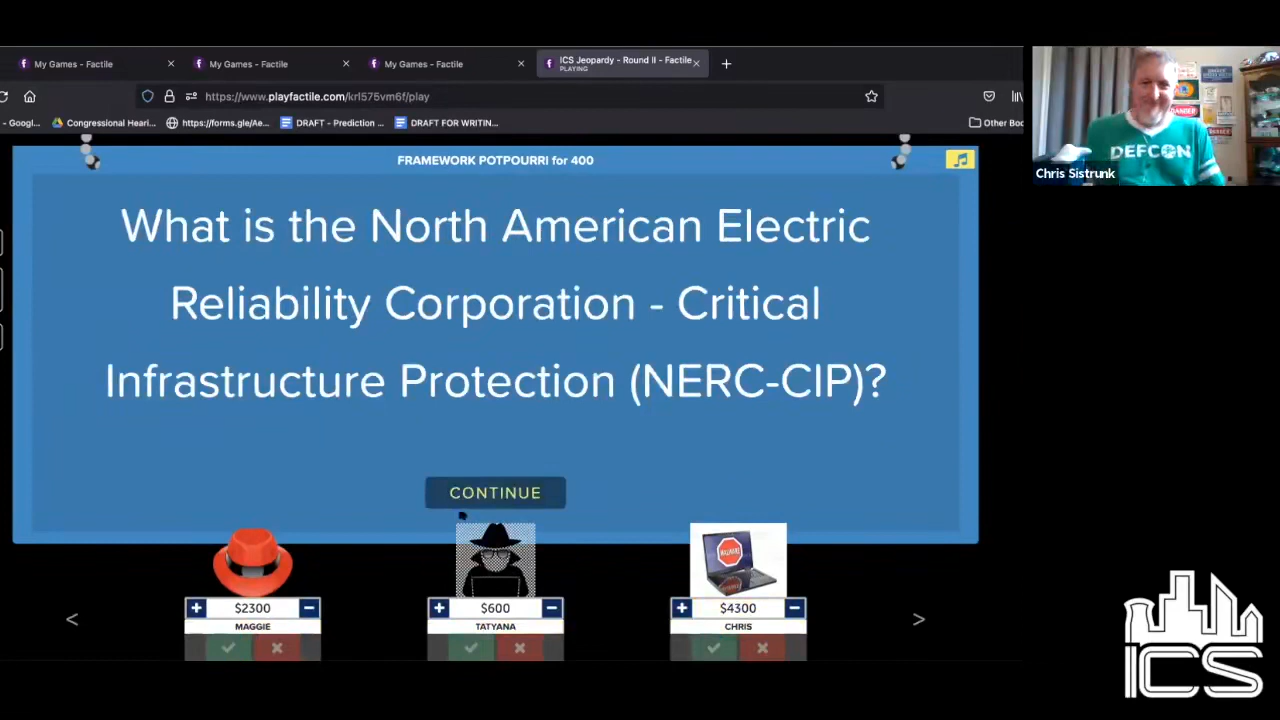 My Games - Factile
My Games - Factile
My Games - Factile
ICS Jeopardy - Round II - Factile
PLAYING
https://www.playfactile.com/krl575vm6f/play
- Googl...
Congressional Heari...
https://forms.gle/Ae...
DRAFT - Prediction ...
DRAFT FOR WRITIN...
Other Boo
FRAMEWORK POTPOURRI for 400
What is the North American Electric
Reliability Corporation - Critical
Infrastructure Protection (NERC-CIP)?
CONTINUE
$2300
MAGGIE
$600
TATYANA
$4300
CHRIS
DEFCON
DANGER
Chris Sistrunk
ICS